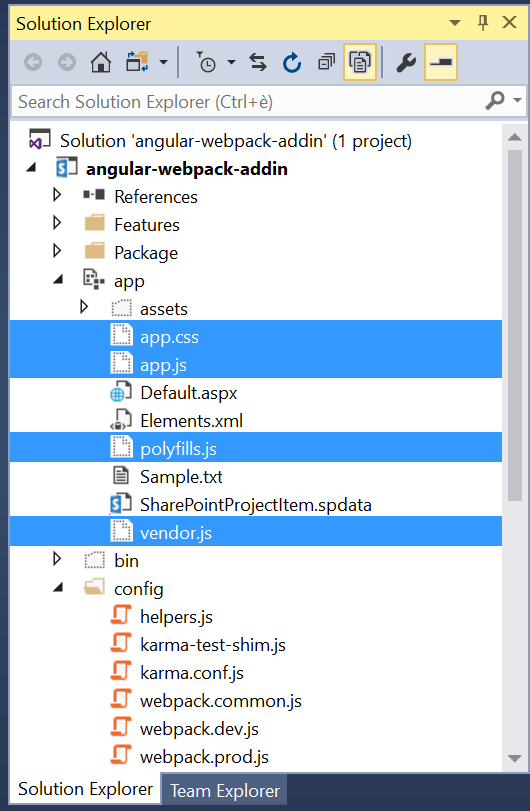 Solution Explorer
Search Solution Explorer (Ctrl+è)
Solution 'angular-webpack-addin' (1 project)
angular-webpack-addin
References
Features
Package
app
assets
app.css
app.js
Default.aspx
Elements.xml
polyfills.js
Sample.txt
SharePointProjectItem.spdata
vendor.js
bin
config
helpers.js
karma-test-shim.js
karma.conf.js
webpack.common.js
webpack.dev.js
webpack.prod.js
Solution Explorer Team Explorer